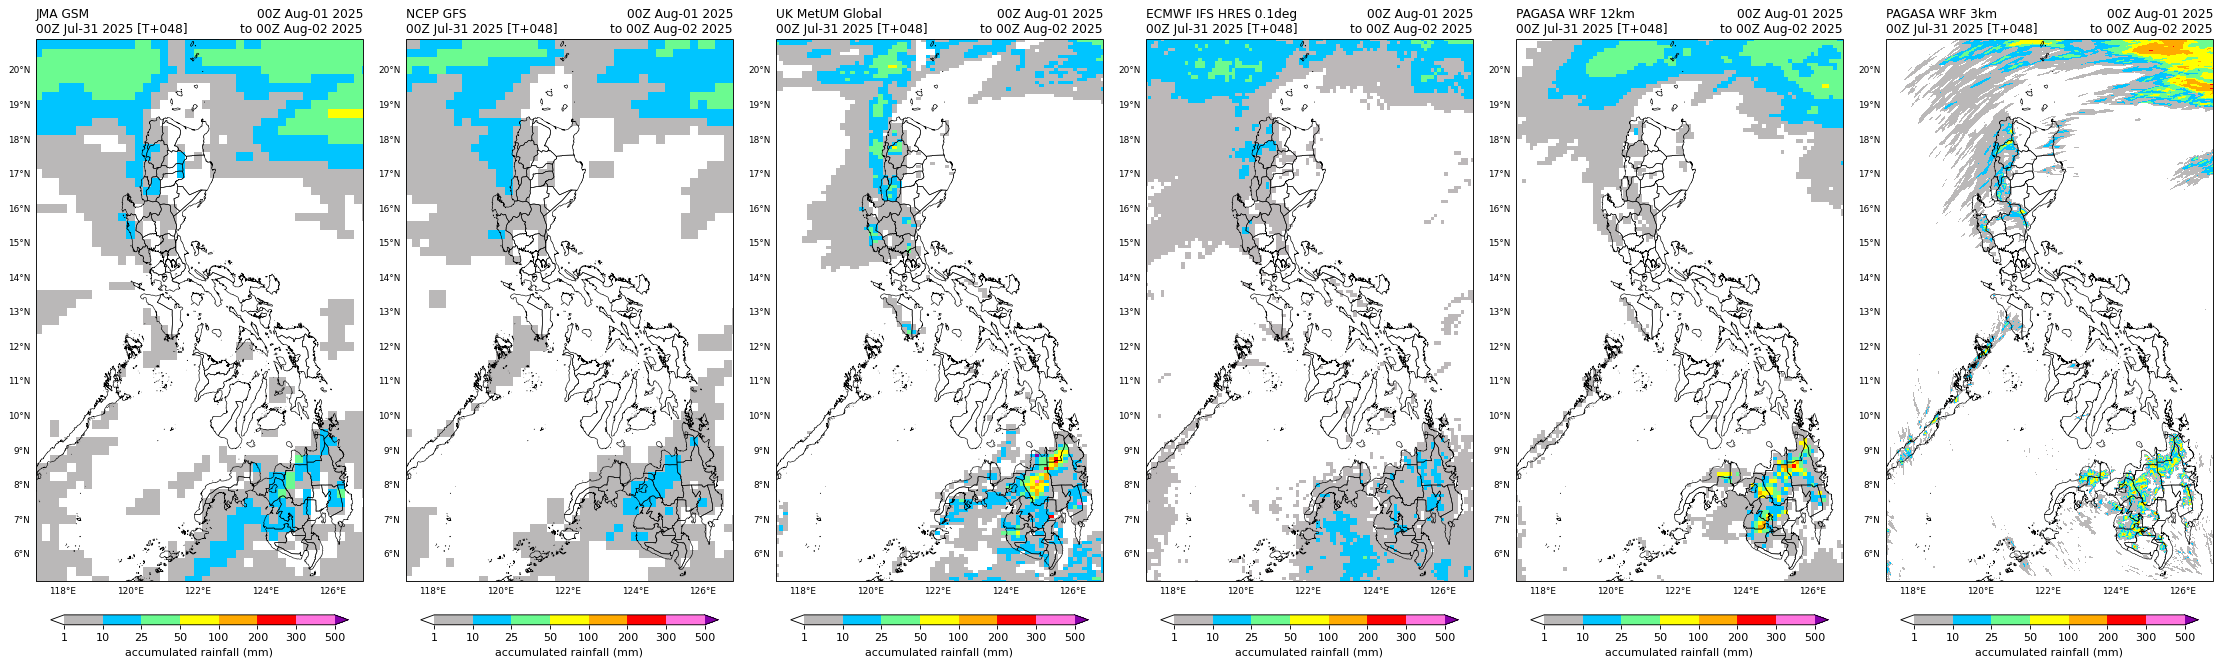 JMA GSM 00Z Aug-01 2025
00Z Jul-31 2025 [T+048] to 00Z Aug-02 2025
20°N
19°N
18°N
17°N
16°N
15°N
14°N
13°N
12°N
11°N
10°N
9°N
8°N
7°N
6°N
118°E 120°E 122°E 124°E 126°E
1 10 25 50 100 200 300 500
accumulated rainfall (mm)
NCEP GFS 00Z Aug-01 2025
00Z Jul-31 2025 [T+048] to 00Z Aug-02 2025
20°N
19°N
18°N
17°N
16°N
15°N
14°N
13°N
12°N
11°N
10°N
9°N
8°N
7°N
6°N
118°E 120°E 122°E 124°E 126°E
1 10 25 50 100 200 300 500
accumulated rainfall (mm)
UK MetUM Global 00Z Aug-01 2025
00Z Jul-31 2025 [T+048] to 00Z Aug-02 2025
20°N
19°N
18°N
17°N
16°N
15°N
14°N
13°N
12°N
11°N
10°N
9°N
8°N
7°N
6°N
118°E 120°E 122°E 124°E 126°E
1 10 25 50 100 200 300 500
accumulated rainfall (mm)
ECMWF IFS HRES 0.1deg 00Z Aug-01 2025
00Z Jul-31 2025 [T+048] to 00Z Aug-02 2025
20°N
19°N
18°N
17°N
16°N
15°N
14°N
13°N
12°N
11°N
10°N
9°N
8°N
7°N
6°N
118°E 120°E 122°E 124°E 126°E
1 10 25 50 100 200 300 500
accumulated rainfall (mm)
PAGASA WRF 12km 00Z Aug-01 2025
00Z Jul-31 2025 [T+048] to 00Z Aug-02 2025
20°N
19°N
18°N
17°N
16°N
15°N
14°N
13°N
12°N
11°N
10°N
9°N
8°N
7°N
6°N
118°E 120°E 122°E 124°E 126°E
1 10 25 50 100 200 300 500
accumulated rainfall (mm)
PAGASA WRF 3km 00Z Aug-01 2025
00Z Jul-31 2025 [T+048] to 00Z Aug-02 2025
20°N
19°N
18°N
17°N
16°N
15°N
14°N
13°N
12°N
11°N
10°N
9°N
8°N
7°N
6°N
118°E 120°E 122°E 124°E 126°E
1 10 25 50 100 200 300 500
accumulated rainfall (mm)